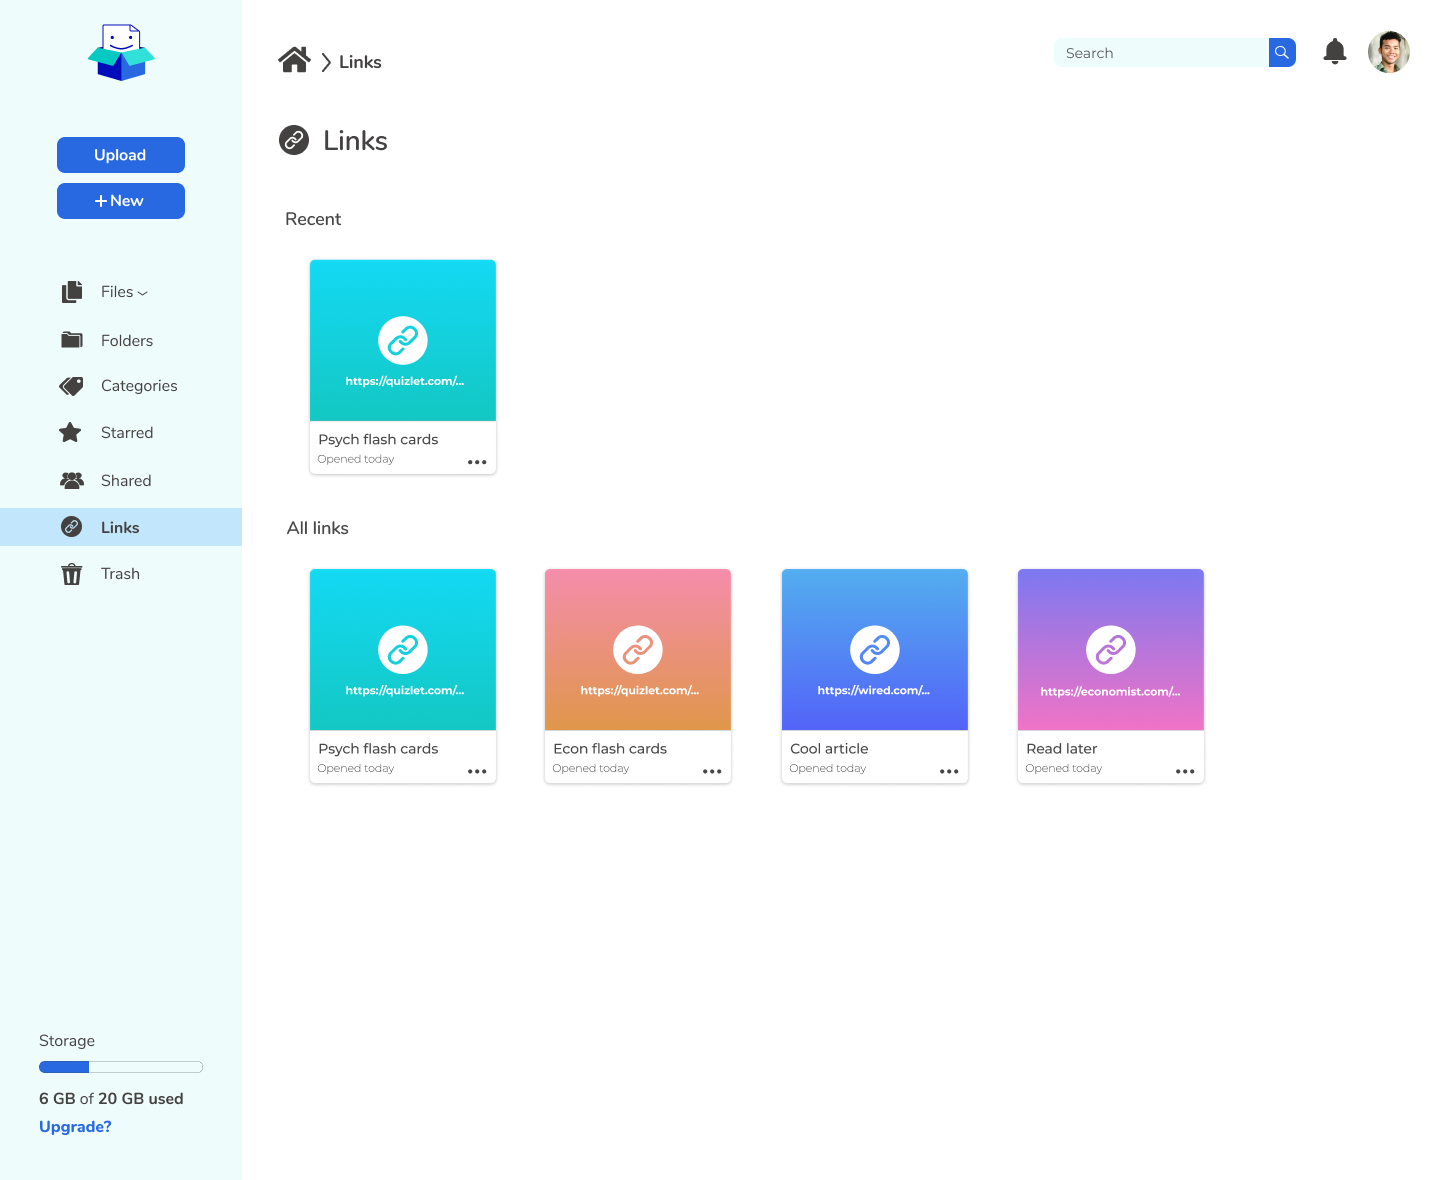 Links
Search
Upload
New
Links
Recent
Files
Folders
Categories
Starred
Shared
Links
Trash
https://quizlet.com/...
Psych flash cards
Opened today
All links
https://quizlet.com/...
Psych flash cards
Opened today
https://quizlet.com/...
Econ flash cards
Opened today
https://wired.com/...
Cool article
Opened today
https://economist.com/...
Read later
Opened today
Storage
6 GB of 20 GB used
Upgrade?